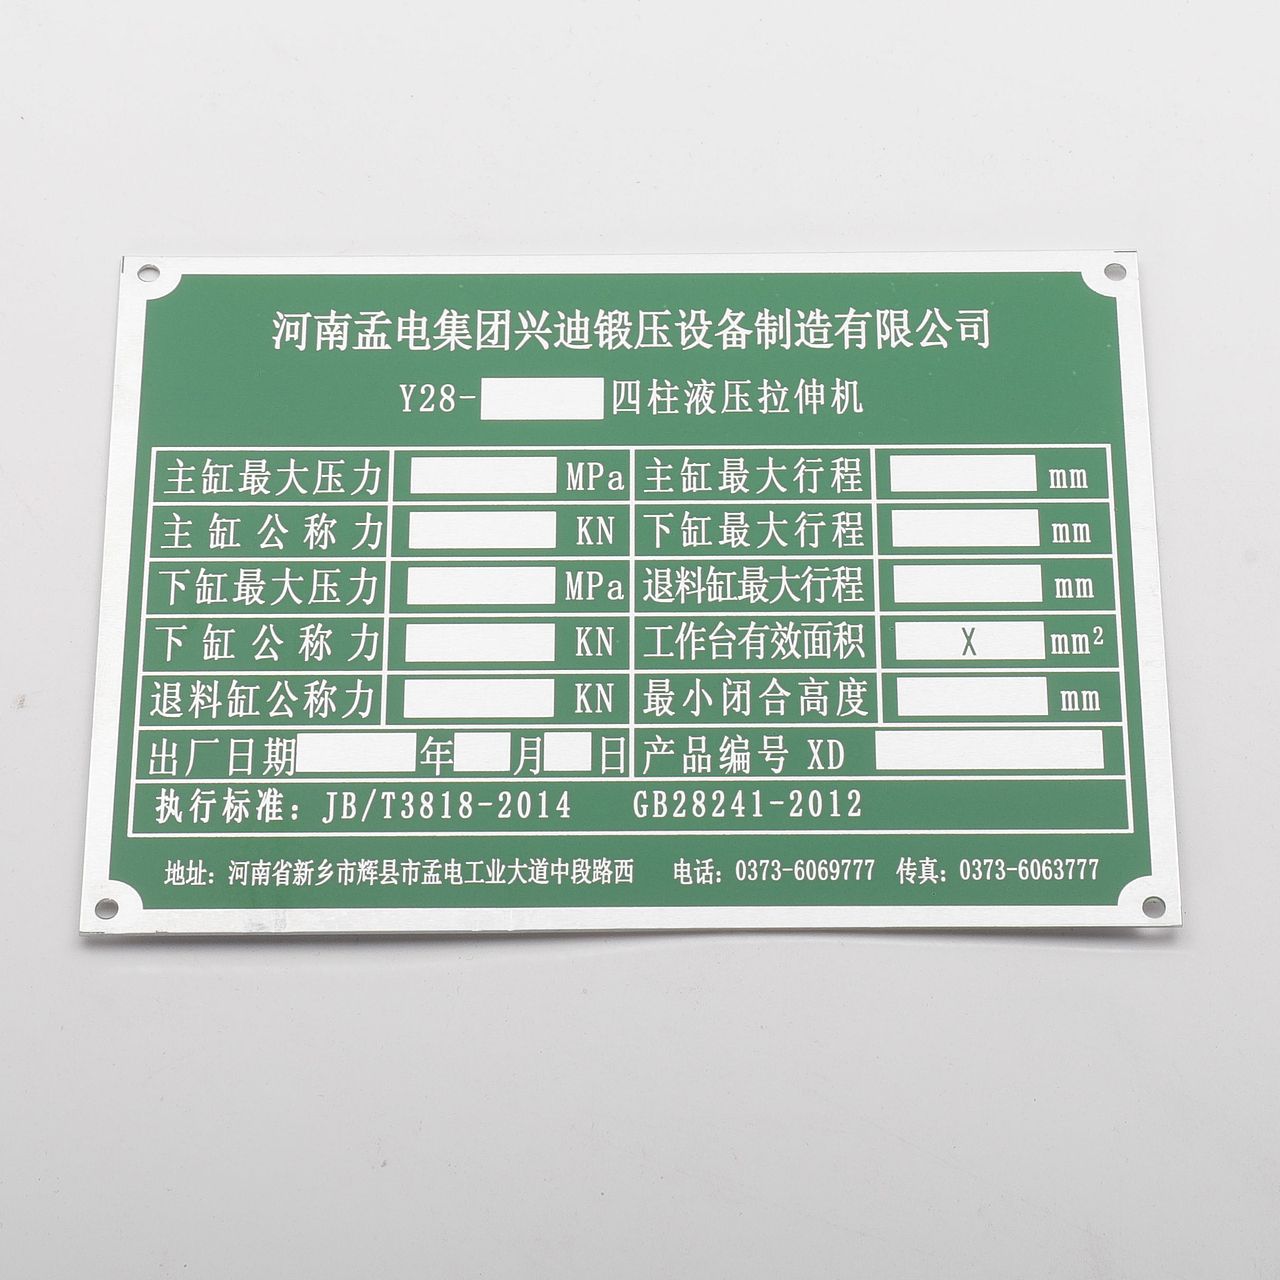 河南孟电集团兴迪锻压设备制造有限公司
Y28- 四柱液压拉伸机
主缸最大压力 MPa 主缸最大行程 mm
主缸公称力 KN 下缸最大行程 mm
下缸最大压力 MPa 退料缸最大行程 mm
下缸公称力 KN 工作台有效面积 X mm²
退料缸公称力 KN 最小闭合高度 mm
出厂日期 年 月 日 产品编号 XD
执行标准：JB/T3818-2014 GB28241-2012
地址：河南省新乡市辉县市孟电工业大道中段路西 电话：0373-6069777 传真：0373-6063777